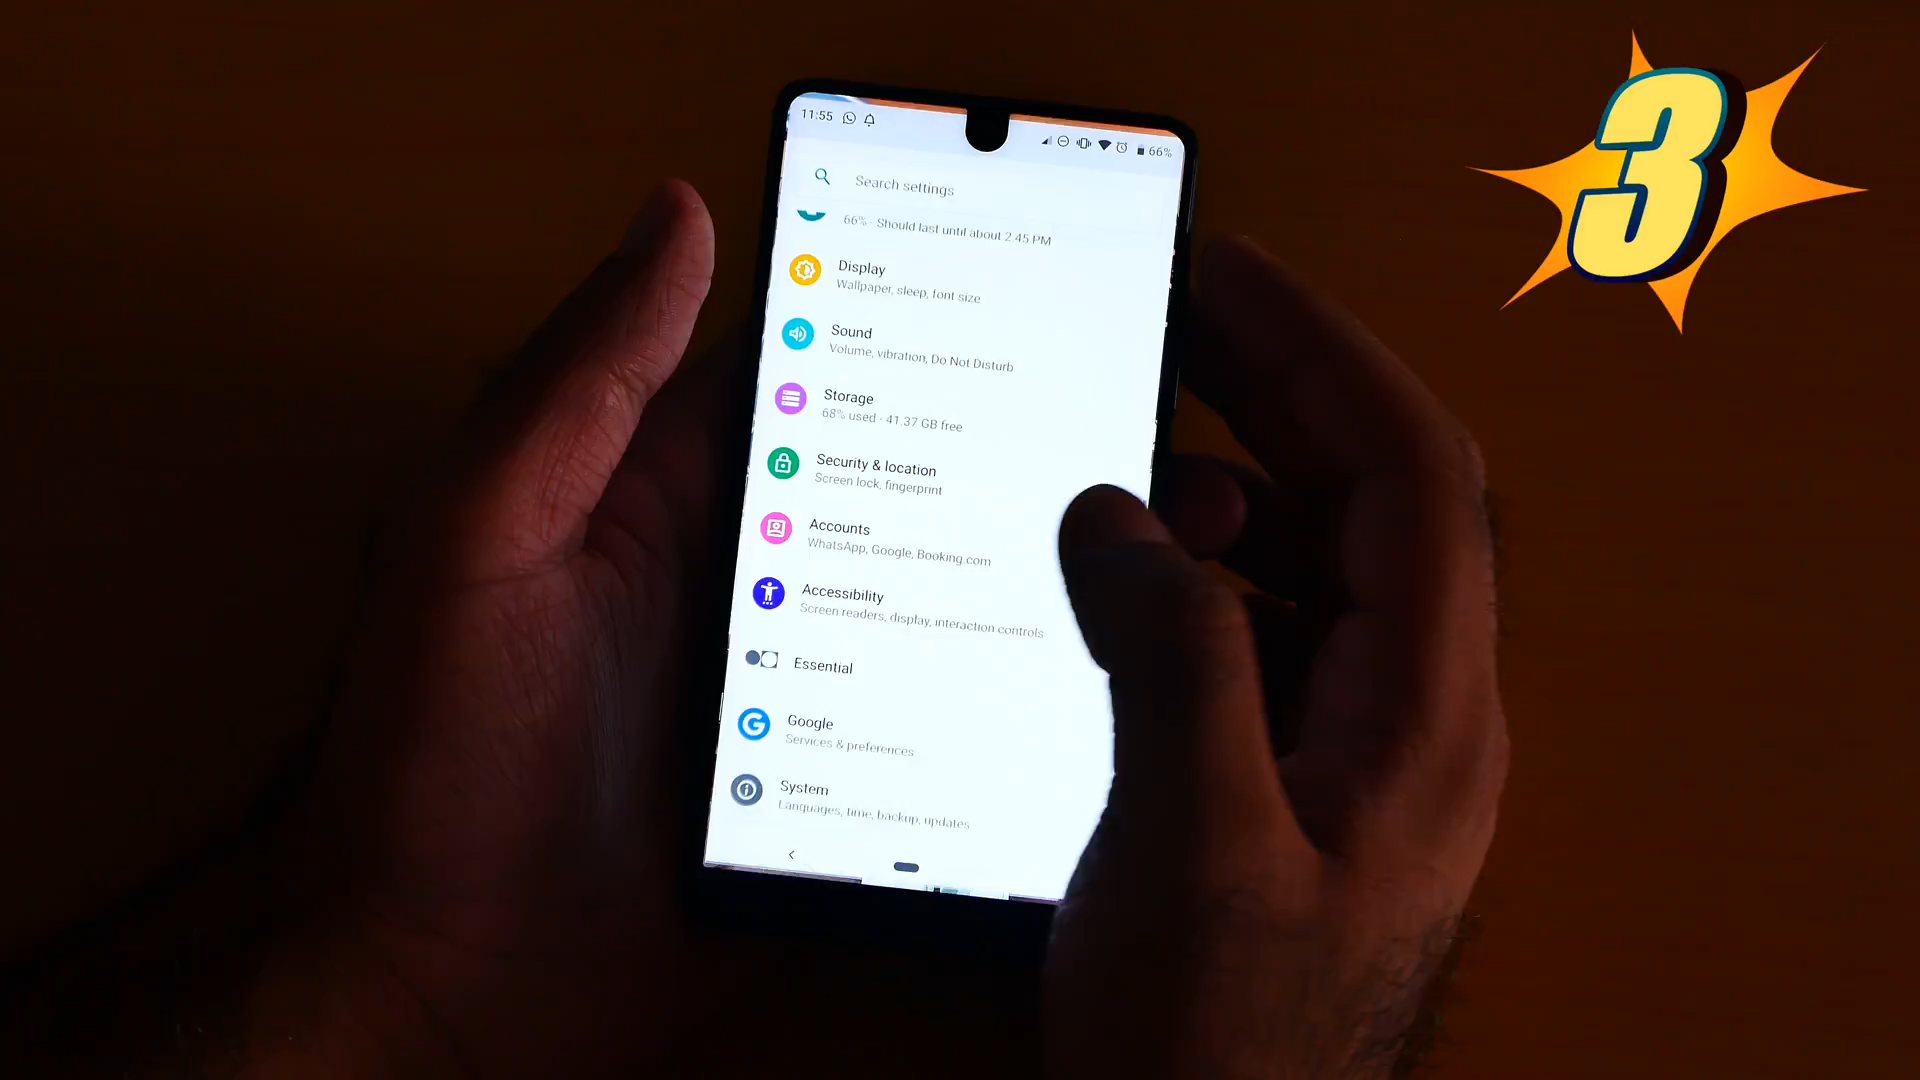 3
11:55
66%
Search settings
66% - Should last until about 2:45 PM
Display
Wallpaper, sleep, font size
Sound
Volume, vibration, Do Not Disturb
Storage
68% used - 41.37 GB free
Security & location
Screen lock, fingerprint
Accounts
WhatsApp, Google, Booking.com
Accessibility
Screen readers, display, interaction controls
Essential
G
Google
Services & preferences
System
Languages, time, backup, updates